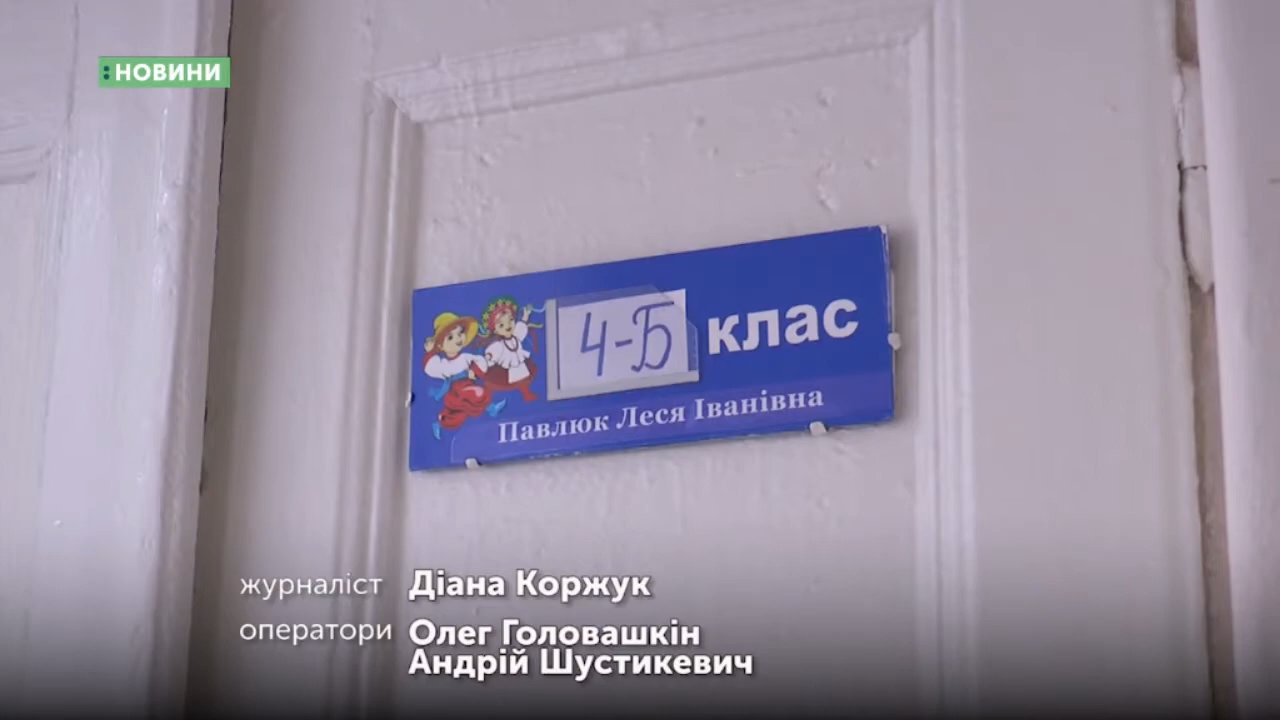 :НОВИНИ
4-Б клас
Павлюк Леся Іванівна
журналіст Діана Коржук
оператори Олег Головашкін
Андрій Шустикевич